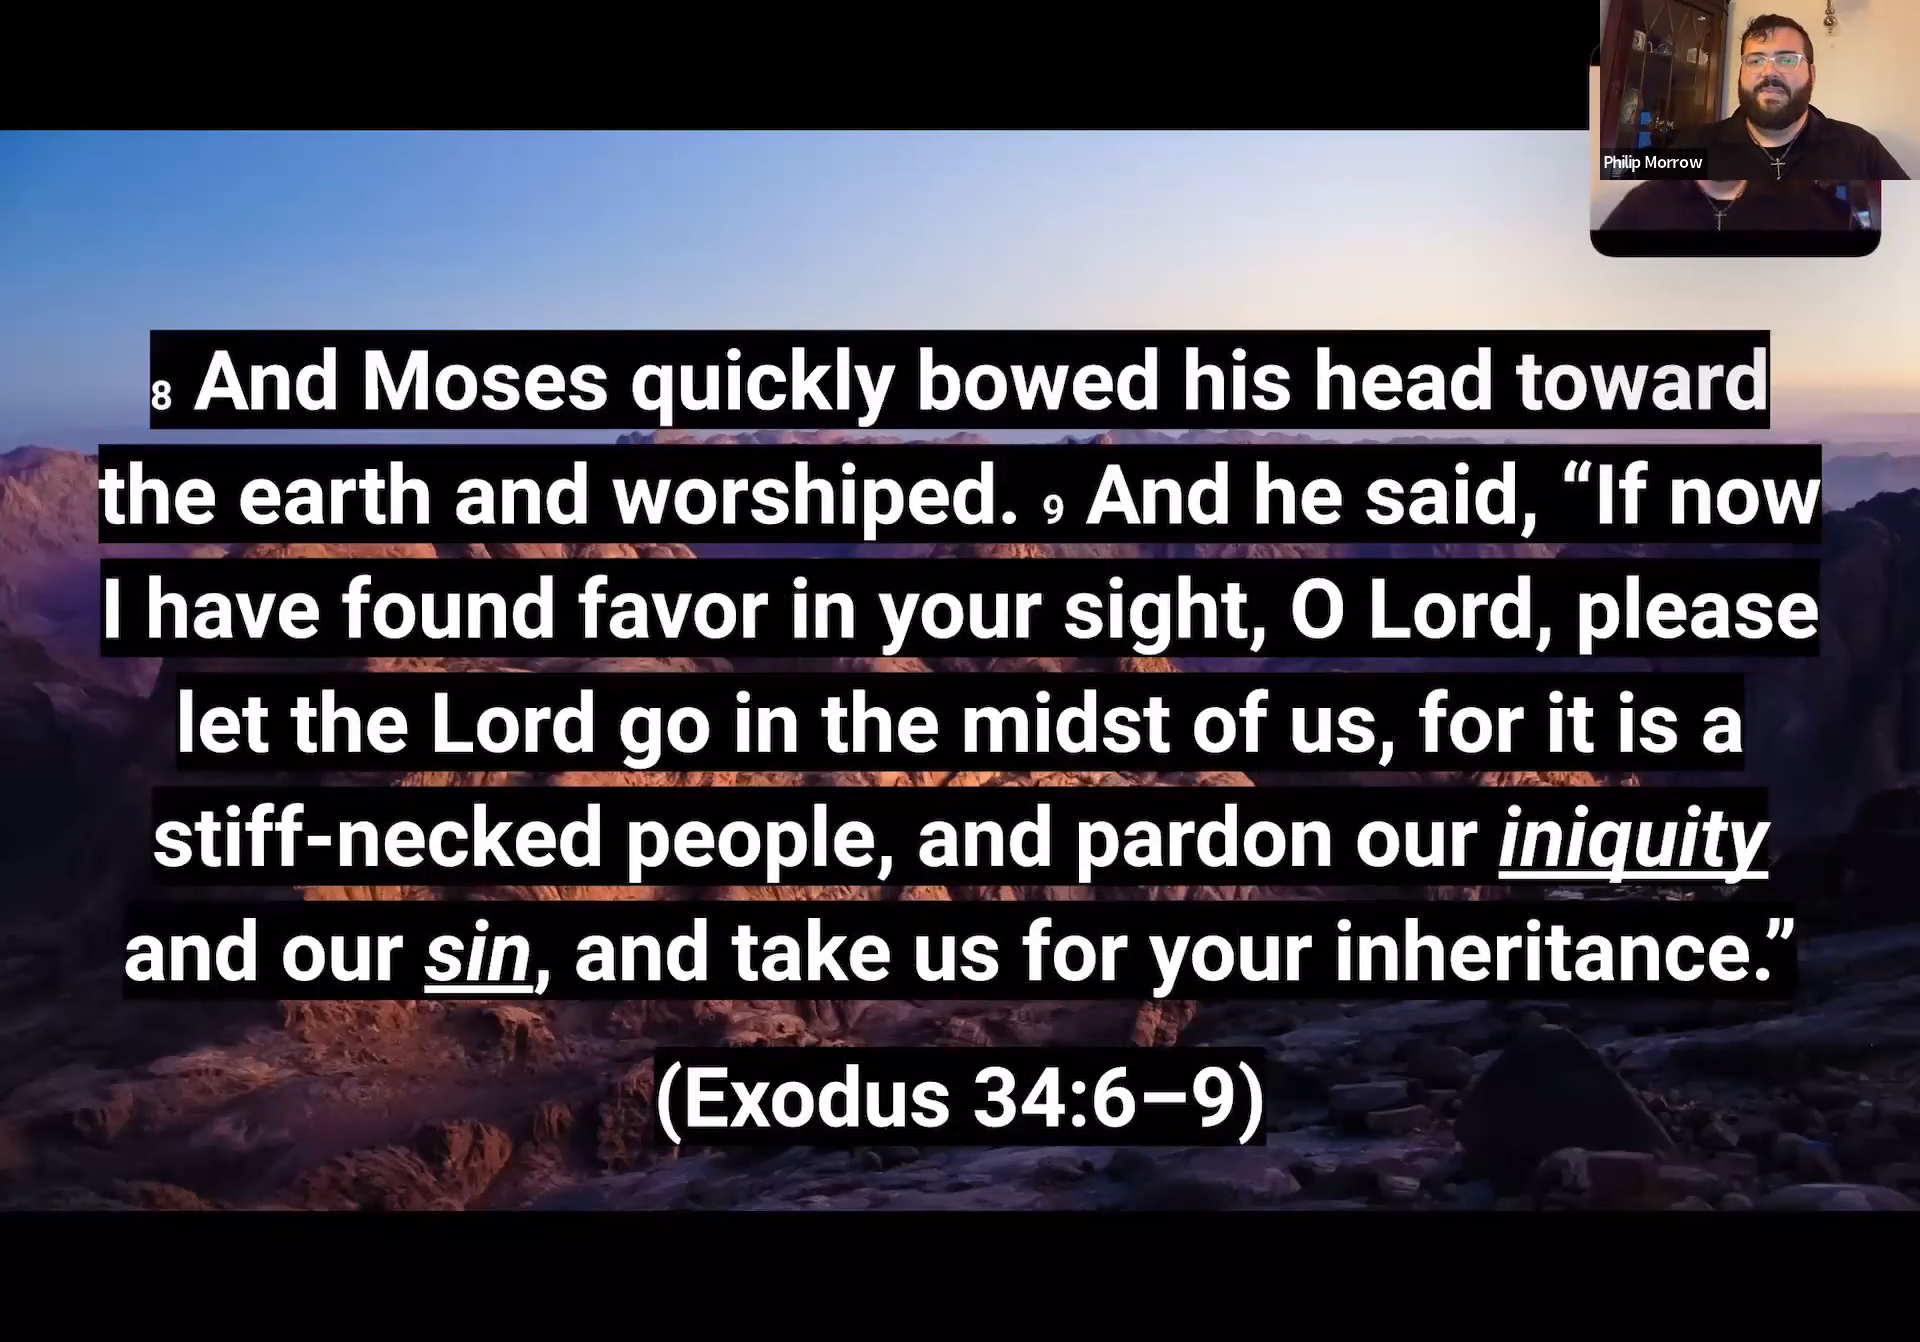 Philip Morrow
8 And Moses quickly bowed his head toward
the earth and worshiped. 9 And he said, “If now
I have found favor in your sight, O Lord, please
let the Lord go in the midst of us, for it is a
stiff-necked people, and pardon our iniquity
and our sin, and take us for your inheritance.”
(Exodus 34:6–9)